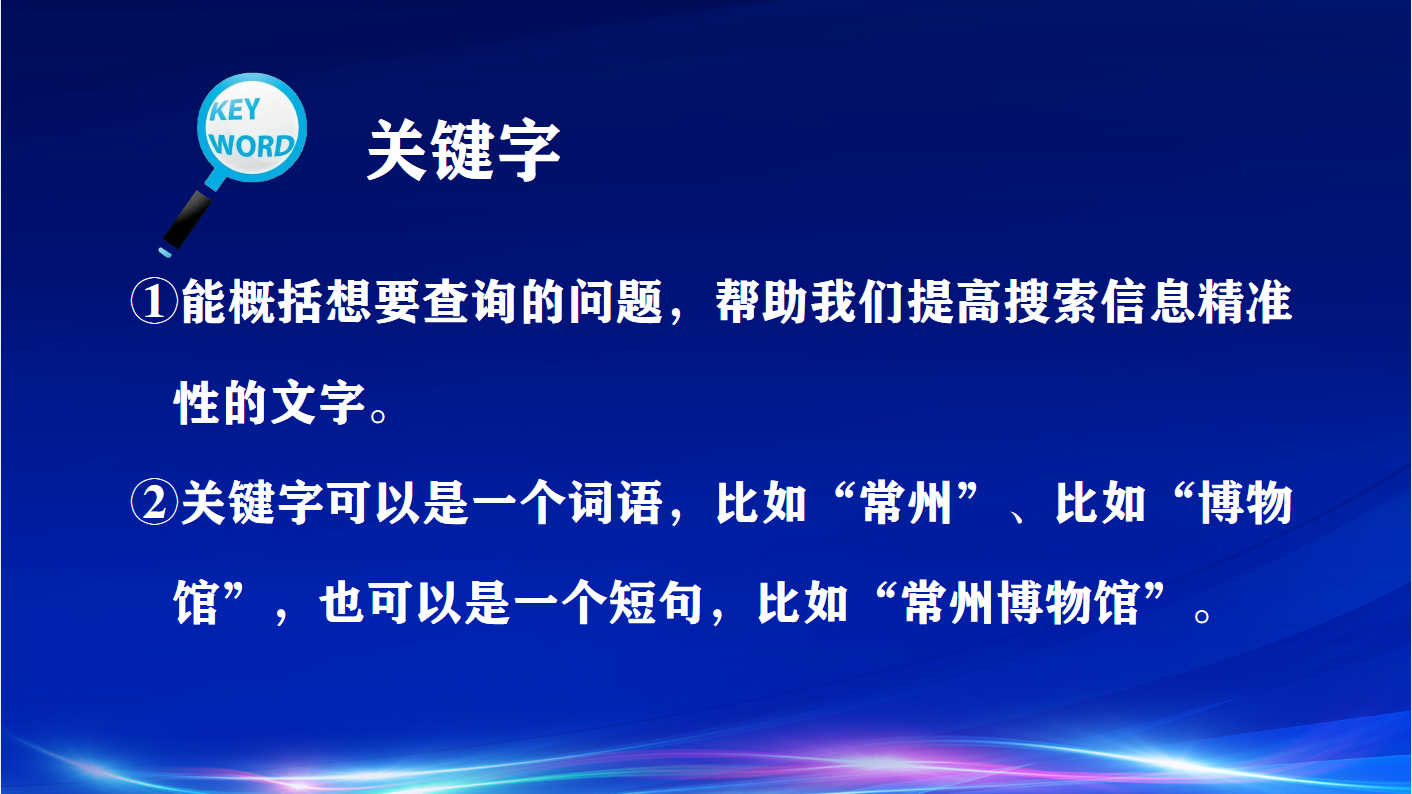 KEY
WORD
关键字
①能概括想要查询的问题，帮助我们提高搜索信息精准
性的文字。
②关键字可以是一个词语，比如“常州”、比如“博物
馆”，也可以是一个短句，比如“常州博物馆”。